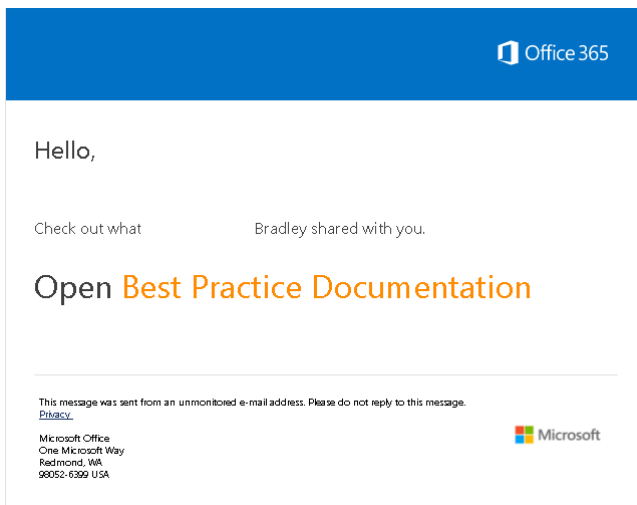 Office 365
Hello,
Check out what Bradley shared with you.
Open Best Practice Documentation
This message was sent from an unmonitored e-mail address. Please do not reply to this message.
Privacy
Microsoft Office
One Microsoft Way
Redmond, WA
98052-6399 USA
Microsoft